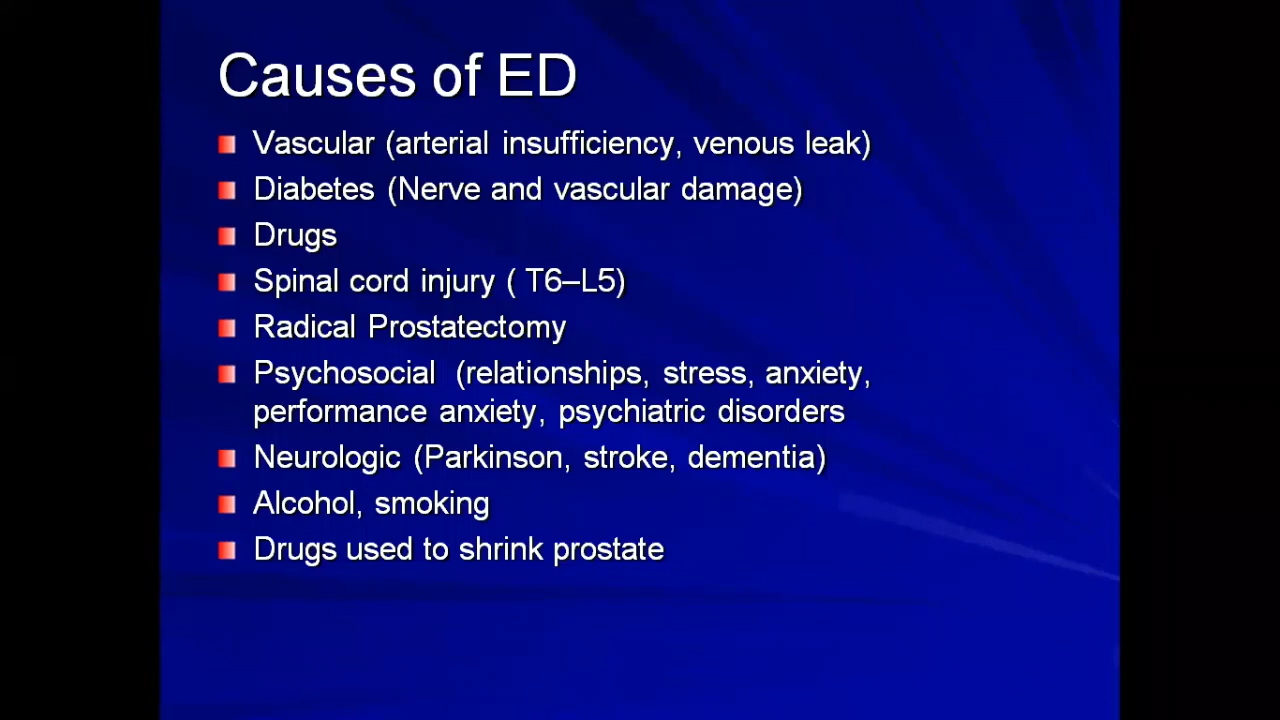 Causes of ED
Vascular (arterial insufficiency, venous leak)
Diabetes (Nerve and vascular damage)
Drugs
Spinal cord injury ( T6–L5)
Radical Prostatectomy
Psychosocial  (relationships, stress, anxiety,
performance anxiety, psychiatric disorders
Neurologic (Parkinson, stroke, dementia)
Alcohol, smoking
Drugs used to shrink prostate